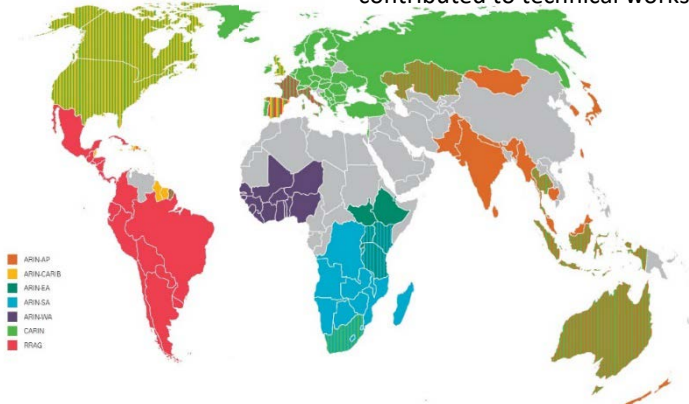 contributed to technical works
ARIN-AP
ARIN-CARIB
ARIN-EA
ARIN-SA
ARIN-WA
CARIN
RRAG